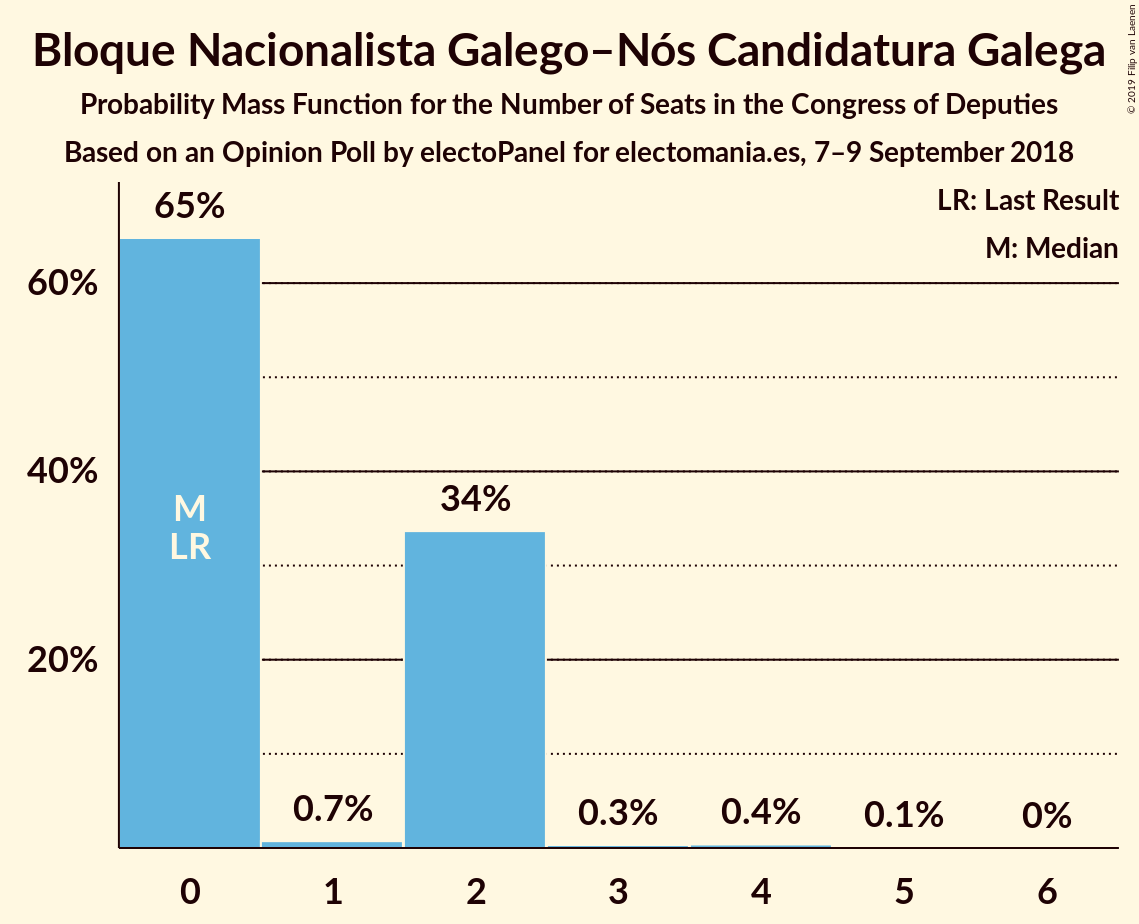 Bloque Nacionalista Galego–Nós Candidatura Galega
Probability Mass Function for the Number of Seats in the Congress of Deputies
Based on an Opinion Poll by electoPanel for electomania.es, 7–9 September 2018
© 2019 Filip van Laenen
LR: Last Result
M: Median
65%
60%
40%
34%
M
LR
20%
0.7%
0.3%
0.4%
0.1%
0%
0 1 2 3 4 5 6